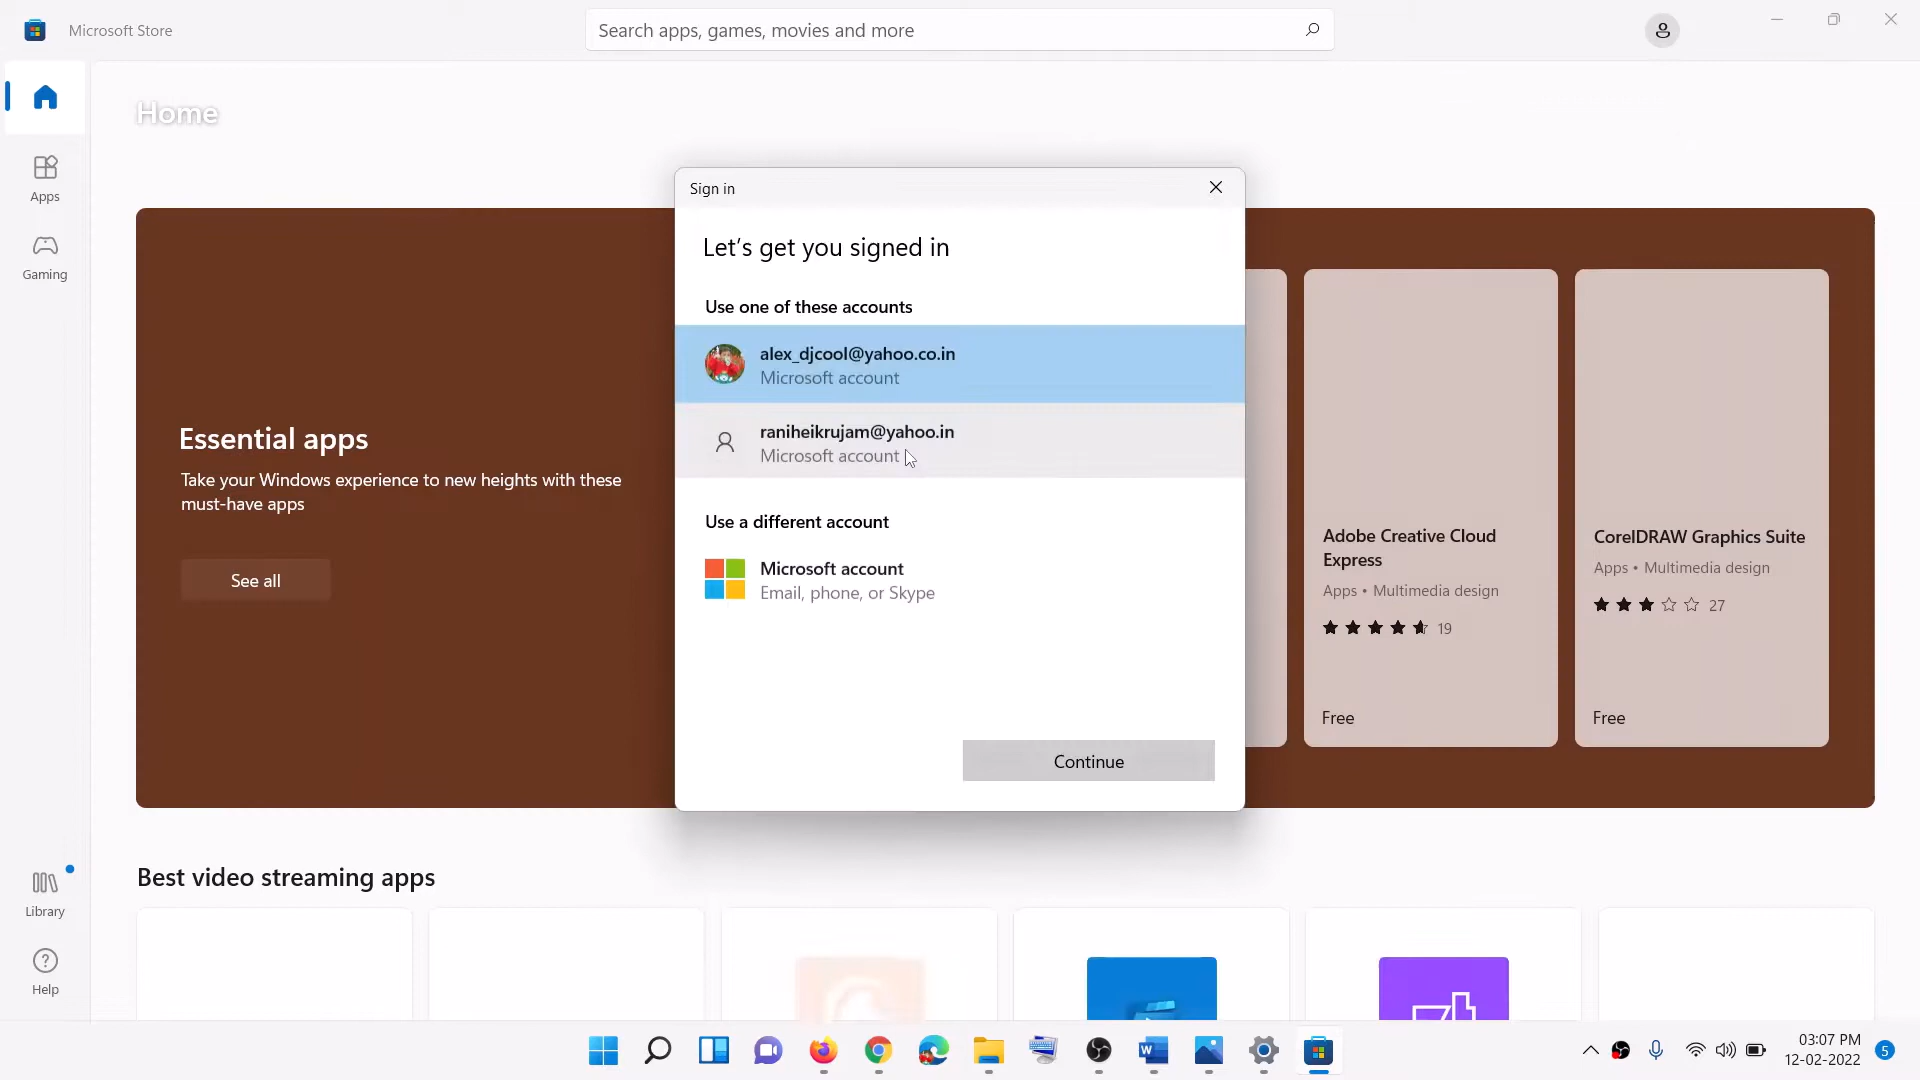 Microsoft Store
Search apps, games, movies and more
Home
Apps
Gaming
Library
Help
Essential apps
Take your Windows experience to new heights with these
must-have apps
See all
Sign in
Let's get you signed in
Use one of these accounts
alex_djcool@yahoo.co.in
Microsoft account
raniheikrujam@yahoo.in
Microsoft account
Use a different account
Microsoft account
Email, phone, or Skype
Continue
Adobe Creative Cloud
Express
Apps • Multimedia design
19
Free
CorelDRAW Graphics Suite
Apps • Multimedia design
27
Free
Best video streaming apps
W
03:07 PM
12-02-2022
5